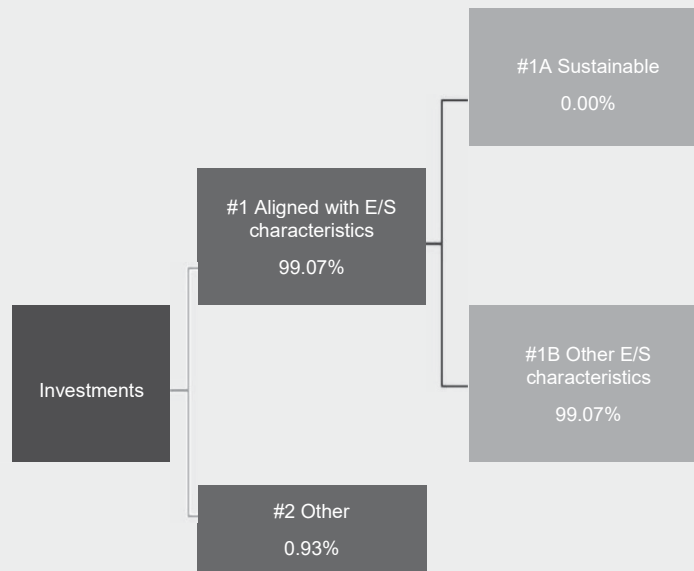 #1A Sustainable
0.00%
#1 Aligned with E/S
characteristics
99.07%
Investments
#1B Other E/S
characteristics
99.07%
#2 Other
0.93%